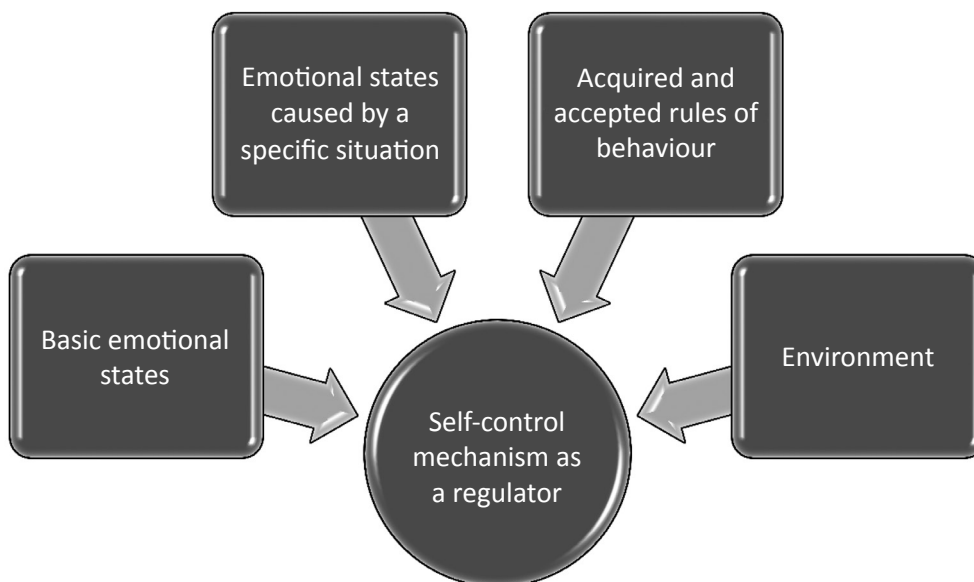 Emotional states
caused by a
specific situation
Acquired and
accepted rules of
behaviour
Basic emotional
states
Environment
Self-control
mechanism as
a regulator